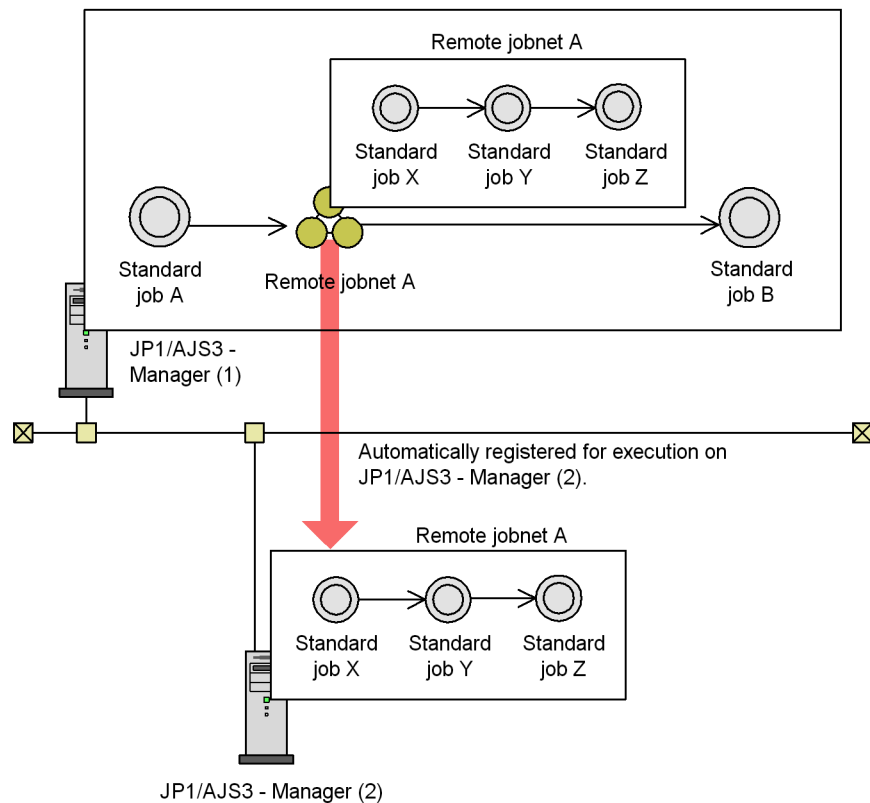 Remote jobnet A
Standard
job X
Standard
job Y
Standard
job Z
Standard
job A
Remote jobnet A
Standard
job B
JP1/AJS3 -
Manager (1)
Automatically registered for execution on
JP1/AJS3 - Manager (2).
Remote jobnet A
Standard
job X
Standard
job Y
Standard
job Z
JP1/AJS3 - Manager (2)